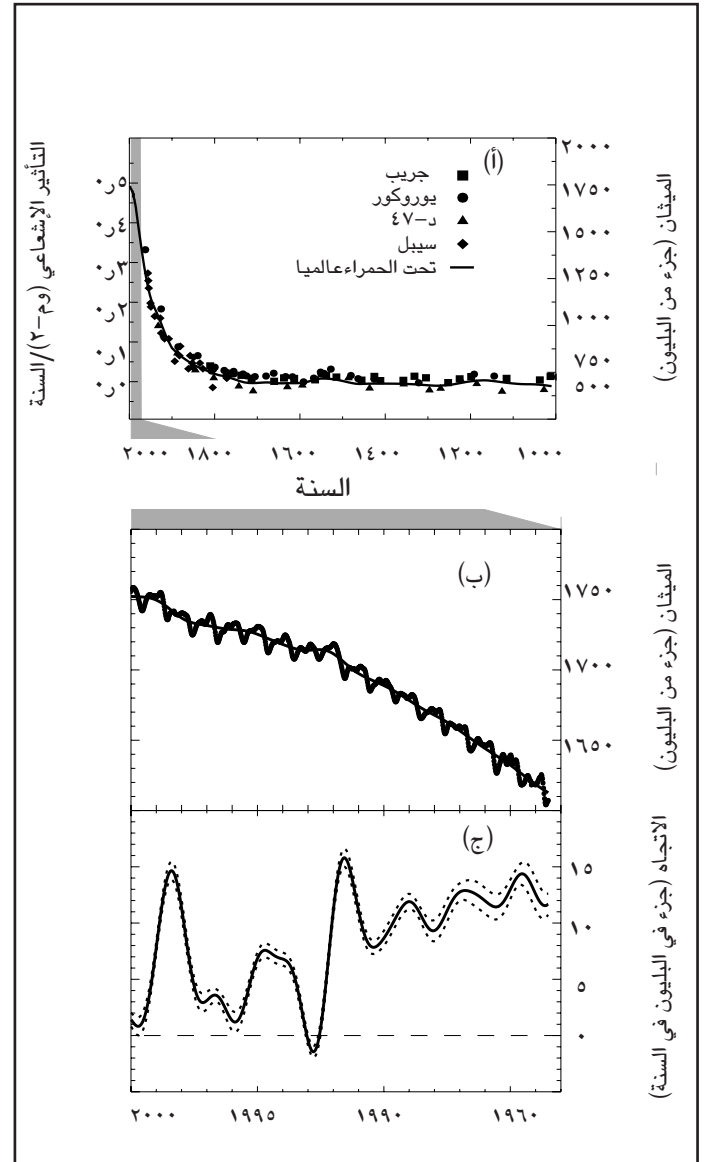 (أ)
جريب
يوروكور
د-٤٧
سيبل
تحت الحمراءعالميا
الميثان (جزء من البليون)
٢٠٠٠
١٧٥٠
١٥٠٠
١٢٥٠
١٠٠٠
٧٥٠
٥٠٠
التأثير الإشعاعي (وم-٢)/السنة
٠ر٥
٠ر٤
٠ر٣
٠ر٢
٠ر١
٠ر٠
١٠٠٠ ١٢٠٠ ١٤٠٠ ١٦٠٠ ١٨٠٠ ٢٠٠٠
السنة
(ب)
الميثان (جزء من البليون)
١٧٥٠
١٧٠٠
١٦٥٠
(ج)
الاتجاه (جزء في البليون في السنة)
١٥
١٠
٥
٠
١٩٦٠ ١٩٩٠ ١٩٩٥ ٢٠٠٠